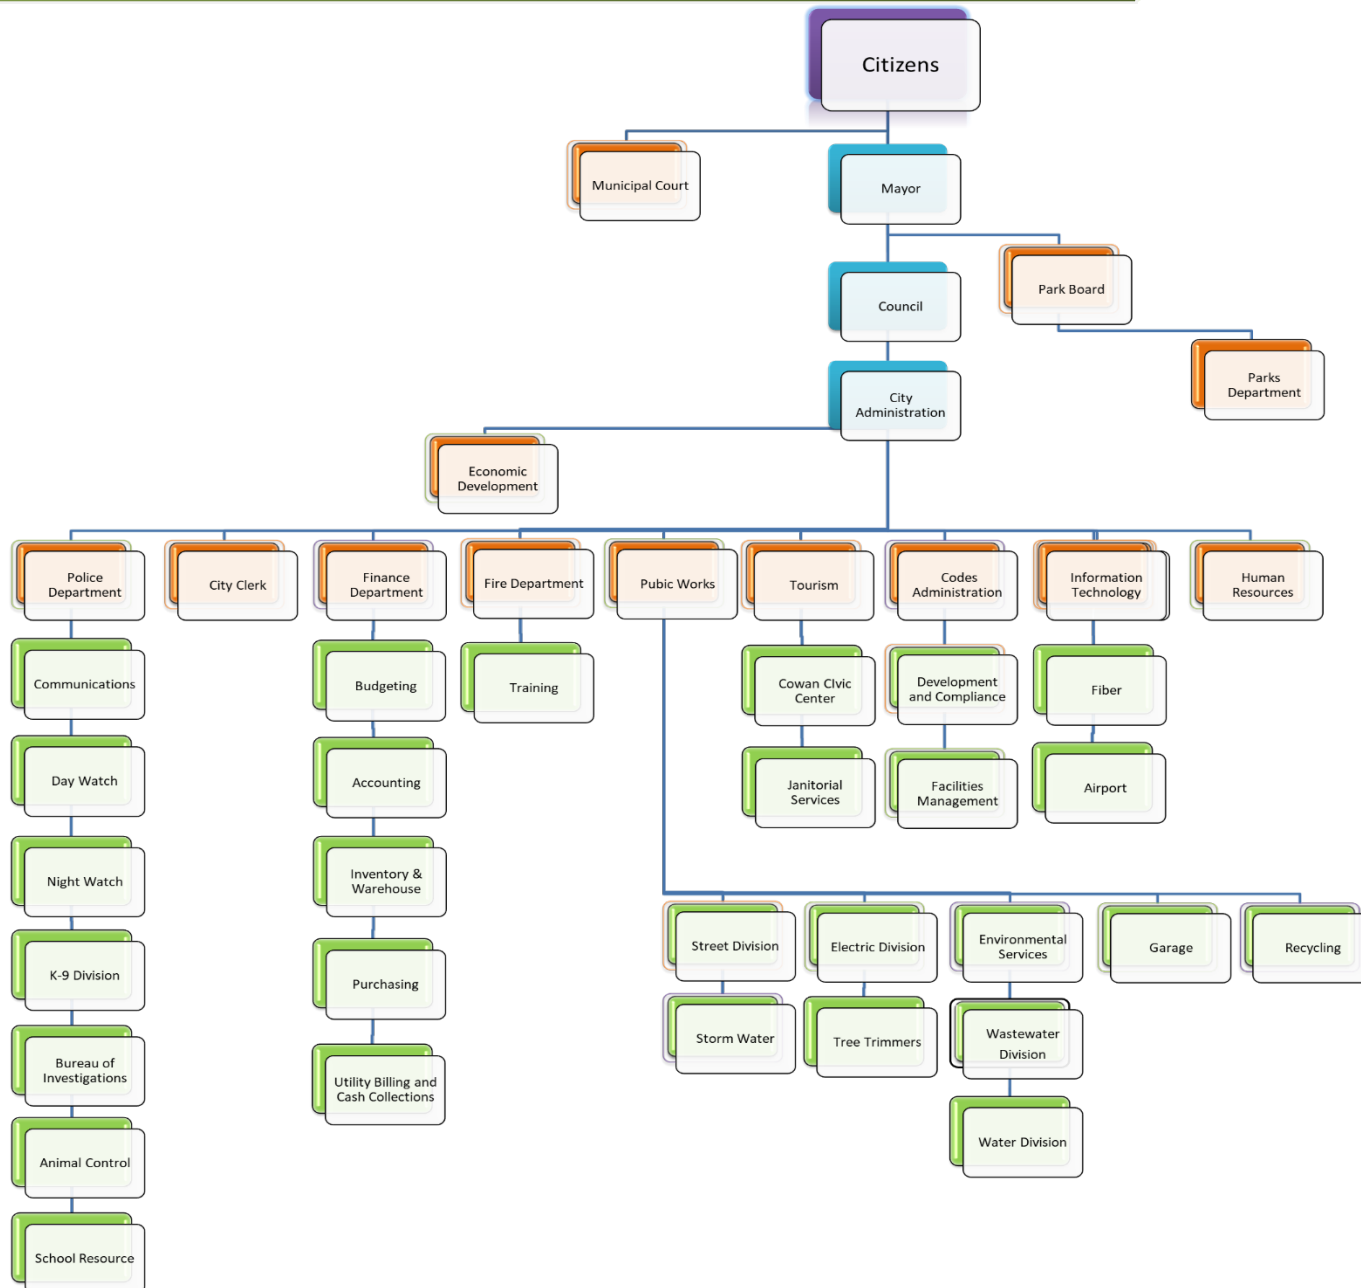 Citizens
Municipal Court
Mayor
Park Board
Council
Parks
Department
City
Administration
Economic
Development
Police
Department
City Clerk
Finance
Department
Fire Department
Pubic Works
Tourism
Codes
Administration
Information
Technology
Human
Resources
Communications
Budgeting
Training
Cowan CIvic
Center
Development
and Compliance
Fiber
Day Watch
Accounting
Janitorial
Services
Facilities
Management
Airport
Night Watch
Inventory &
Warehouse
Street Division
Electric Division
Environmental
Services
Garage
Recycling
K-9 Division
Purchasing
Storm Water
Tree Trimmers
Wastewater
Division
Bureau of
Investigations
Utility Billing and
Cash Collections
Water Division
Animal Control
School Resource